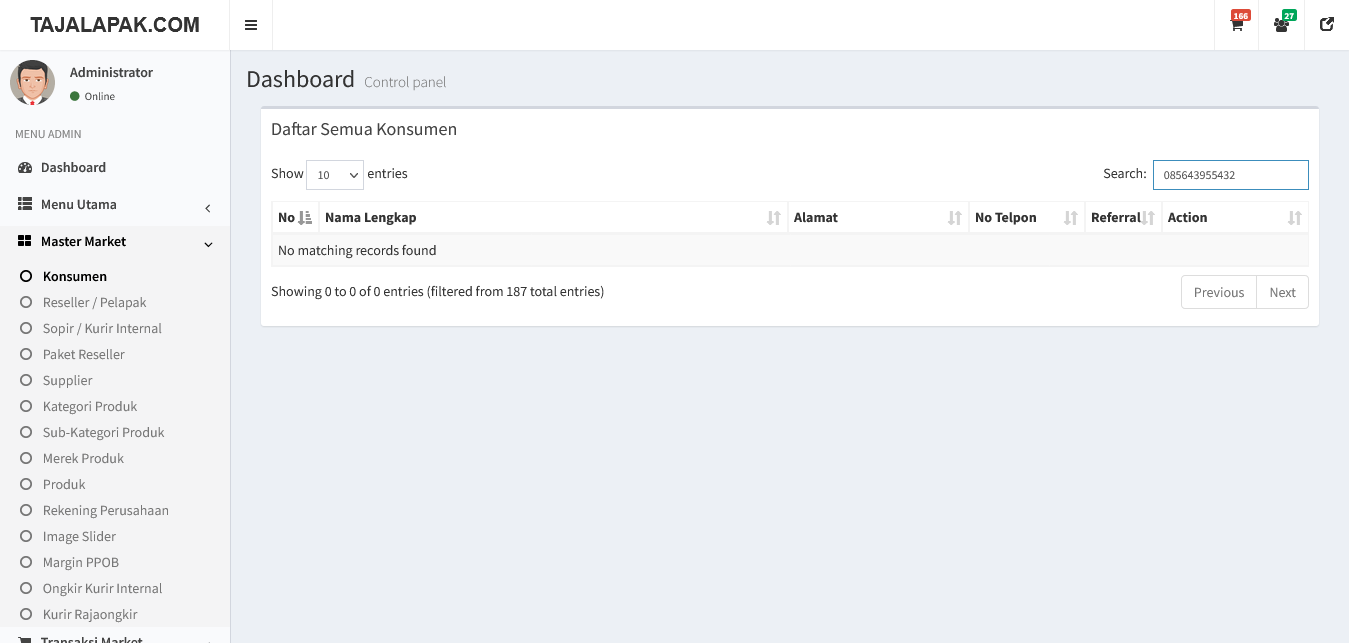 TAJALAPAK.COM
166
27
Administrator
Online
MENU ADMIN
Dashboard
Menu Utama
Master Market
Konsumen
Reseller / Pelapak
Sopir / Kurir Internal
Paket Reseller
Supplier
Kategori Produk
Sub-Kategori Produk
Merek Produk
Produk
Rekening Perusahaan
Image Slider
Margin PPOB
Ongkir Kurir Internal
Kurir Rajaongkir
Transaksi Market
Dashboard Control panel
Daftar Semua Konsumen
Show 10 entries
Search: 085643955432
No Nama Lengkap Alamat No Telpon Referral Action
No matching records found
Showing 0 to 0 of 0 entries (filtered from 187 total entries)
Previous Next